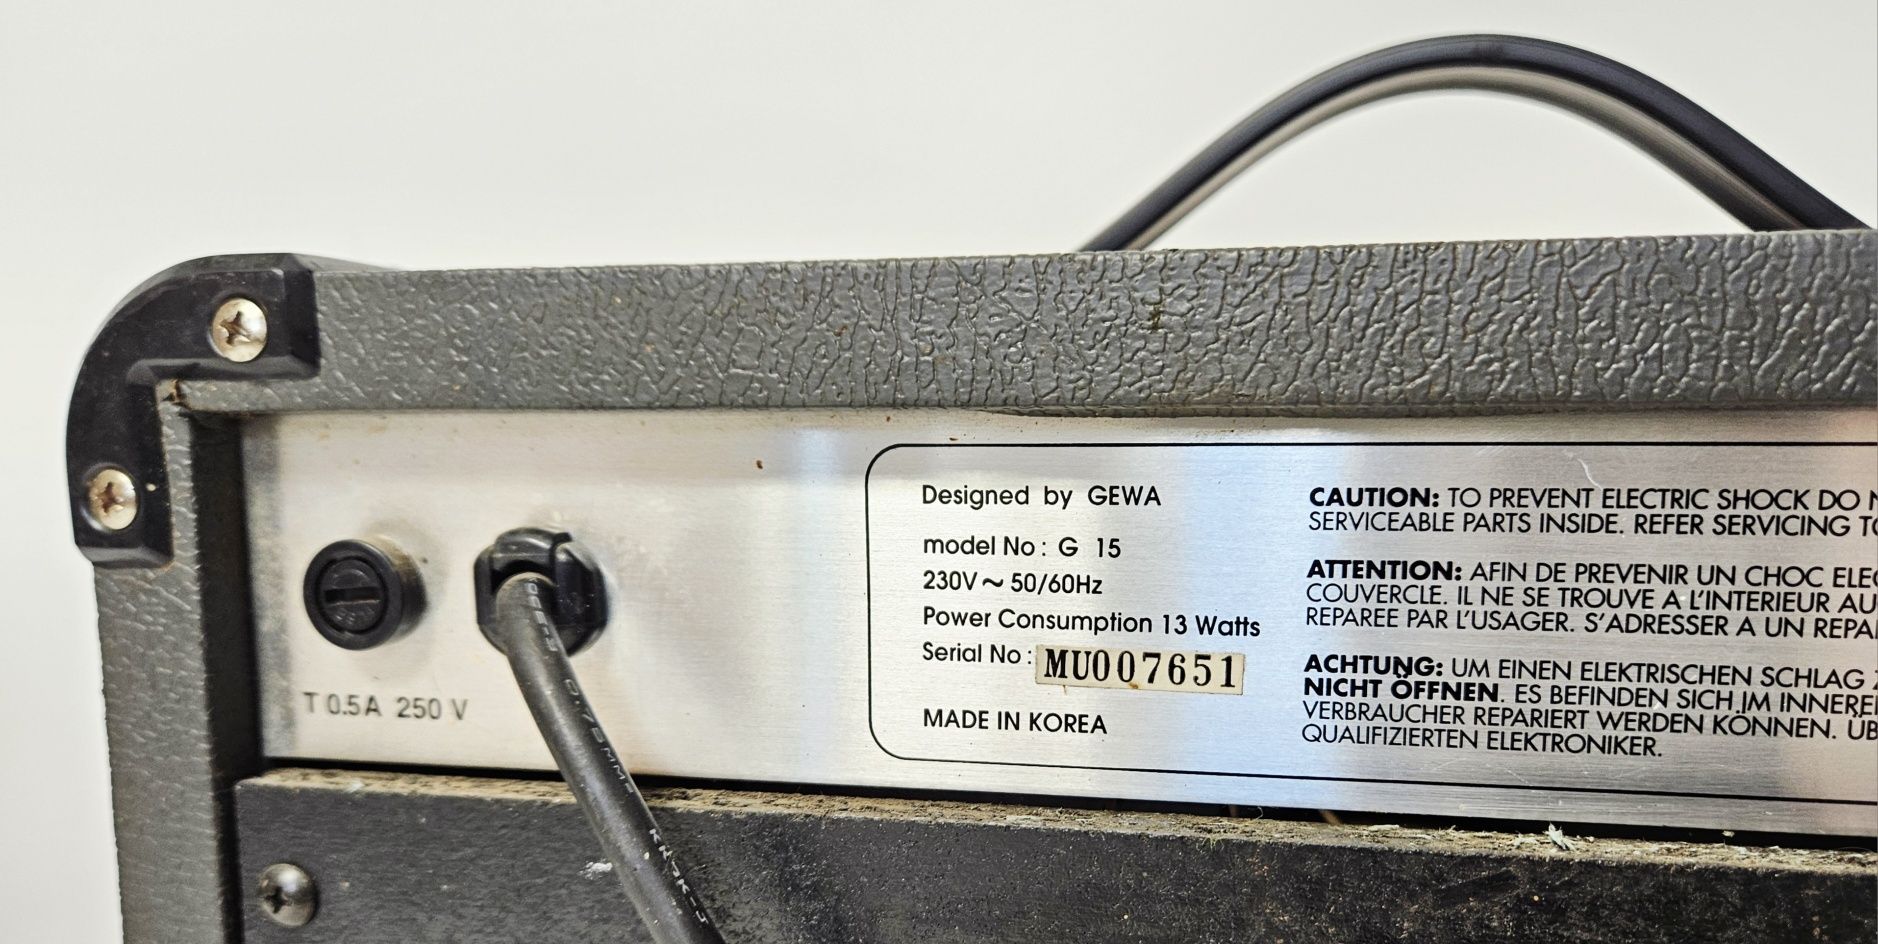 Designed by GEWA
model No : G 15
230V ~ 50/60Hz
Power Consumption 13 Watts
Serial No : MU007651
MADE IN KOREA
CAUTION: TO PREVENT ELECTRIC SHOCK DO
SERVICEABLE PARTS INSIDE. REFER SERVICING
ATTENTION: AFIN DE PREVENIR UN CHOC
COUVERCLE. IL NE SE TROUVE A L'INTERIEUR
REPAREE PAR L'USAGER. S'ADRESSER A UN
ACHTUNG: UM EINEN ELEKTRISCHEN SCHLAG
NICHT ÖFFNEN. ES BEFINDEN SICH IM
VERBRAUCHER REPARIERT WERDEN KÖNNEN.
QUALIFIZIERTEN ELEKTRONIKER.
T 0.5A 250 V
0.75MM